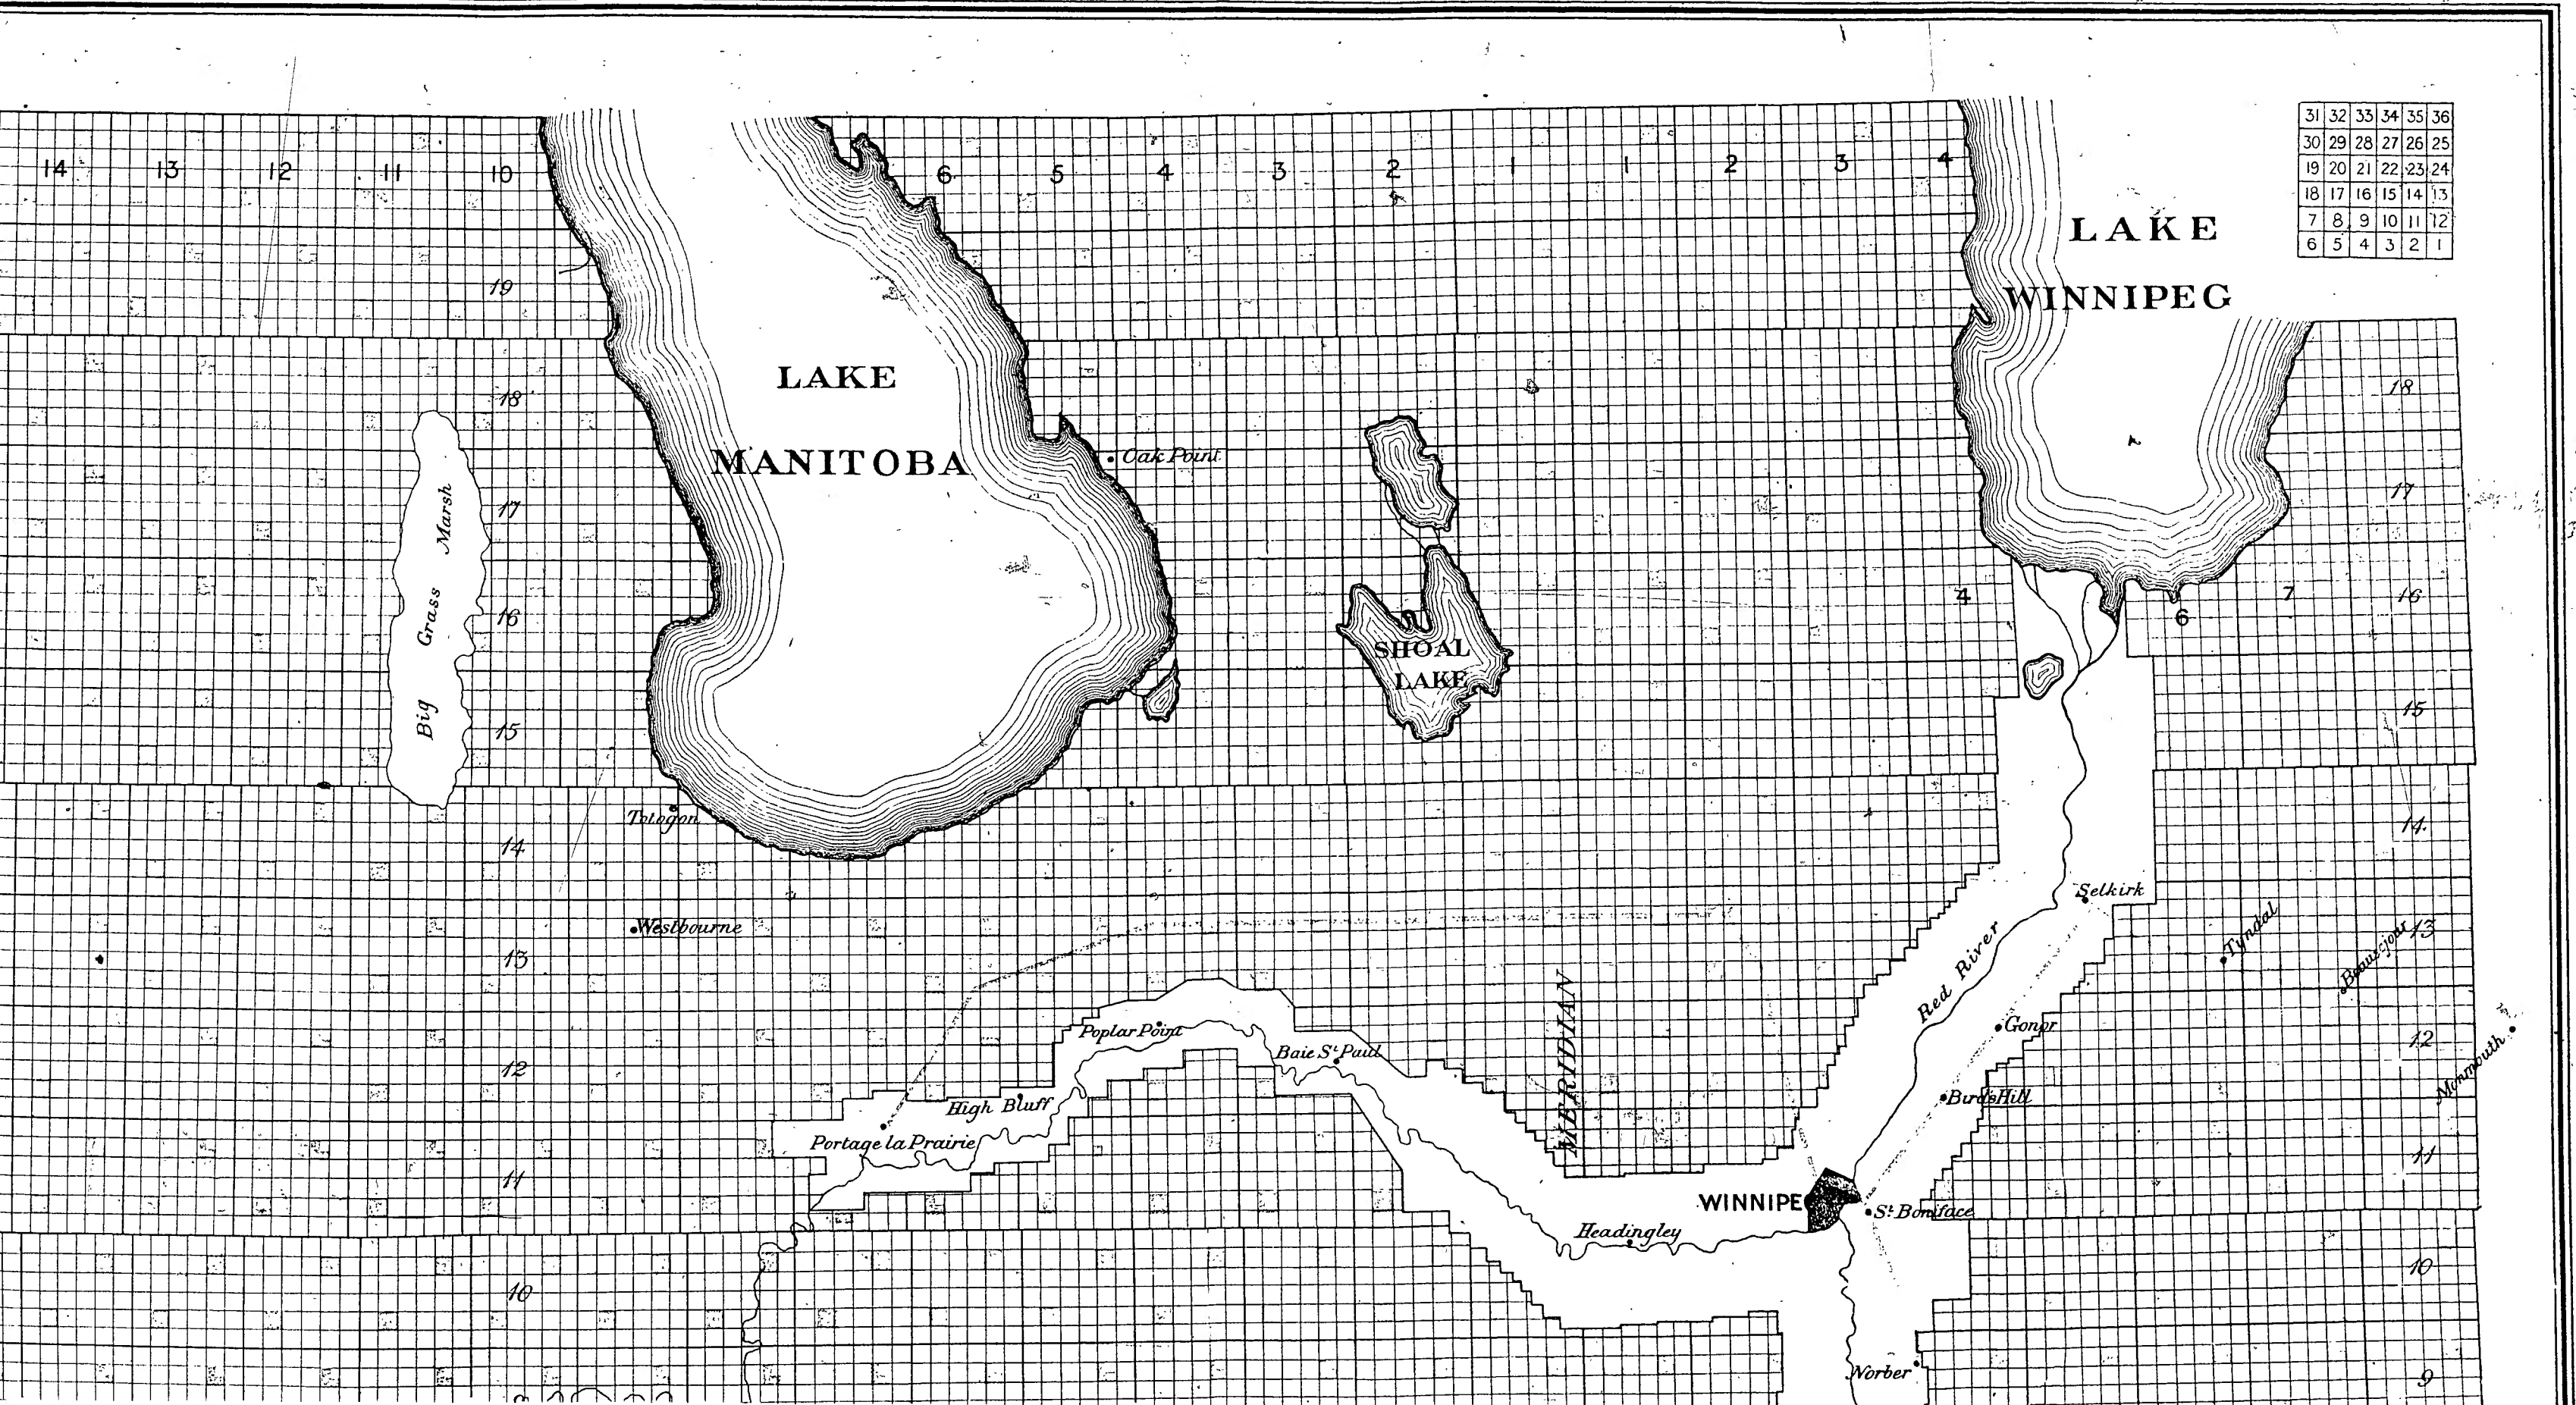 31 32 33 34 35 36
30 29 28 27 26 25
19 20 21 22 23 24
18 17 16 15 14 13
7 8 9 10 11 12
6 5 4 3 2 1
14 13 12 11 10 6 5 4 3 2 1 1 2 3 4
LAKE
WINNIPEG
19
LAKE
MANITOBA
18
18
Oak Point
17
17
Big Grass Marsh
16
4
6
7
16
SHOAL
LAKE
15
15
Totogon
14
14
Selkirk
Westbourne
13
Red River
Tyndal
Beausejour
13
MERIDIAN
Poplar Point
Gonor
12
Baie St. Paul
12
Monmouth
High Bluff
Birds Hill
Portage la Prairie
11
11
WINNIPE
St. Boniface
Headingley
10
10
Norber
9